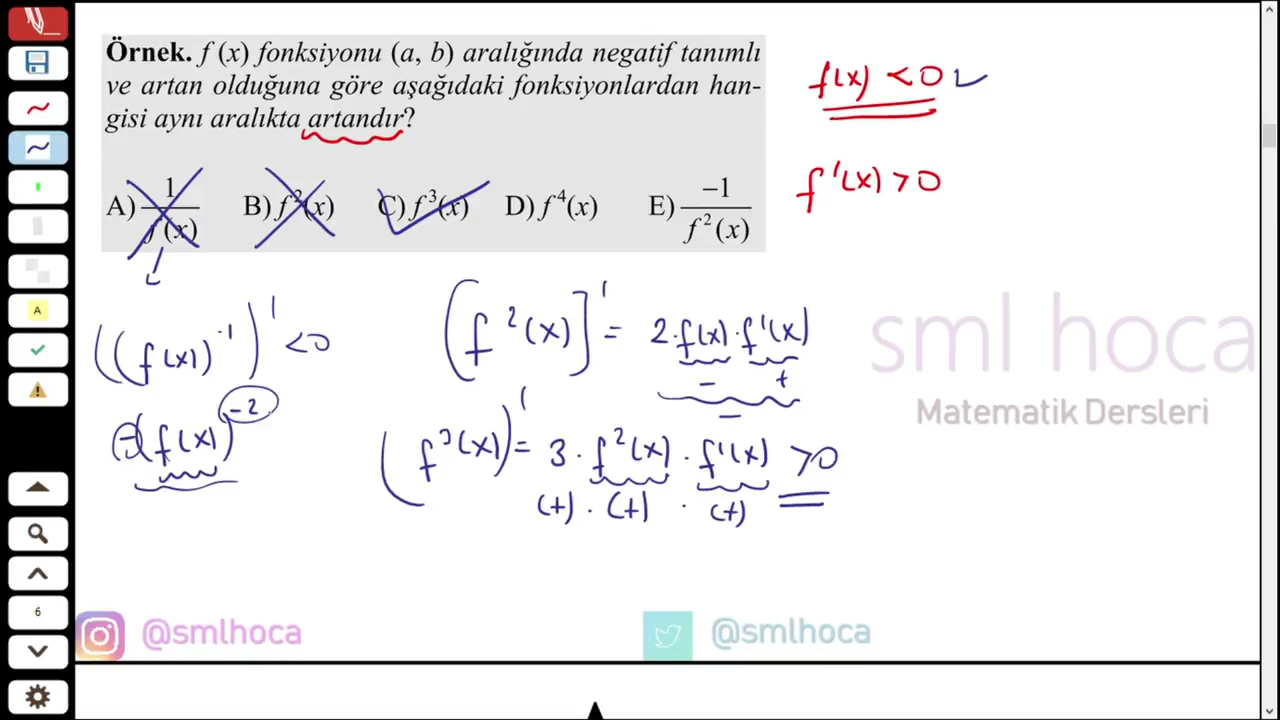 Örnek. f (x) fonksiyonu (a, b) aralığında negatif tanımlı
ve artan olduğuna göre aşağıdaki fonksiyonlardan han-
gisi aynı aralıkta artandır?
A) 1/f(x) B) f²(x) C) f³(x) D) f⁴(x) E) −1/f²(x)
f(x) < 0
f'(x) > 0
((f(x))⁻¹)' < 0
(-1)(f(x))⁻²
[f²(x)]' = 2·f(x)·f'(x)
− +
−
(f³(x))' = 3·f²(x)·f'(x) > 0
(+)·(+)·(+)
sml hoca
Matematik Dersleri
@smlhoca
@smlhoca
A
6